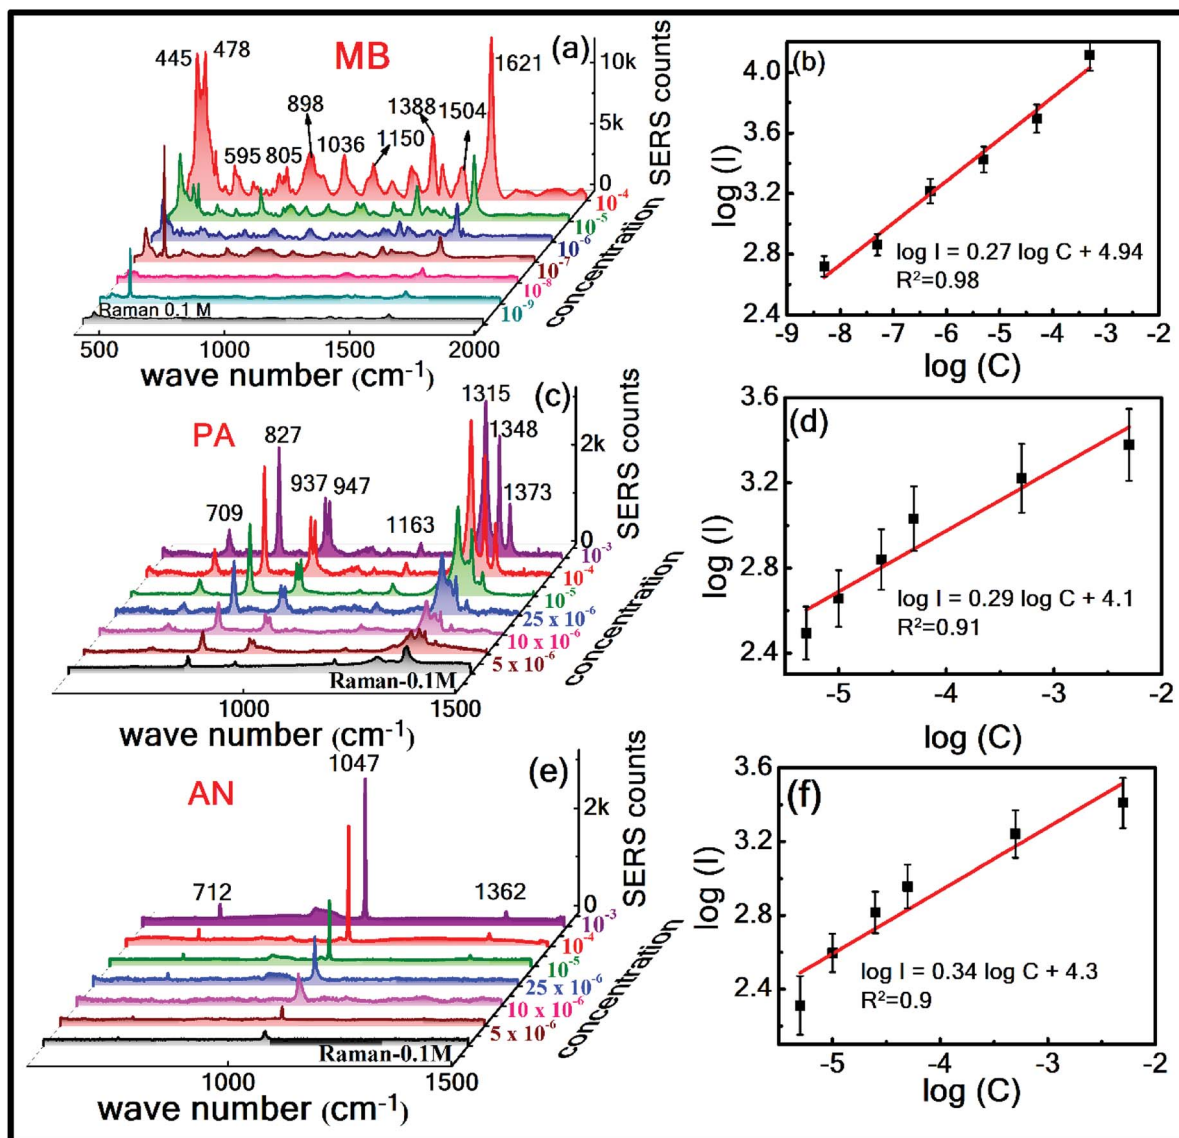 (a)
MB
445
478
595
805
898
1036
1150
1388
1504
1621
10k
5k
0
SERS counts
10-4
10-5
10-6
10-7
10-8
10-9
concentration
Raman 0.1 M
500
1000
1500
2000
wave number (cm-1)
(b)
4.0
3.6
3.2
2.8
2.4
log (I)
log I = 0.27 log C + 4.94
R2=0.98
-9
-8
-7
-6
-5
-4
-3
-2
log (C)
(c)
PA
709
827
937
947
1163
1315
1348
1373
2k
0
SERS counts
10-3
10-4
10-5
25 x 10-6
10 x 10-6
5 x 10-6
concentration
Raman-0.1M
1000
1500
wave number (cm-1)
(d)
3.6
3.2
2.8
2.4
log (I)
log I = 0.29 log C + 4.1
R2=0.91
-5
-4
-3
-2
log (C)
(e)
AN
712
1047
1362
2k
0
SERS counts
10-3
10-4
10-5
25 x 10-6
10 x 10-6
5 x 10-6
concentration
Raman-0.1M
1000
1500
wave number (cm-1)
(f)
3.6
3.2
2.8
2.4
log (I)
log I = 0.34 log C + 4.3
R2=0.9
-5
-4
-3
-2
log (C)